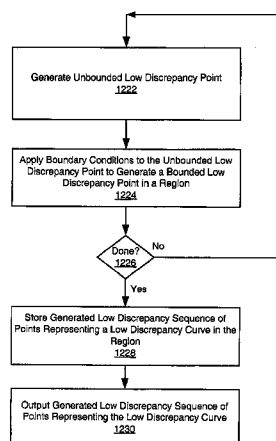 Generate Unbounded Low Discrepancy Point
1222
Apply Boundary Conditions to the Unbounded Low
Discrepancy Point to Generate a Bounded Low
Discrepancy Point in a Region
1224
Done?
1226
No
Yes
Store Generated Low Discrepancy Sequence of
Points Representing a Low Discrepancy Curve in the
Region
1228
Output Generated Low Discrepancy Sequence of
Points Representing the Low Discrepancy Curve
1230